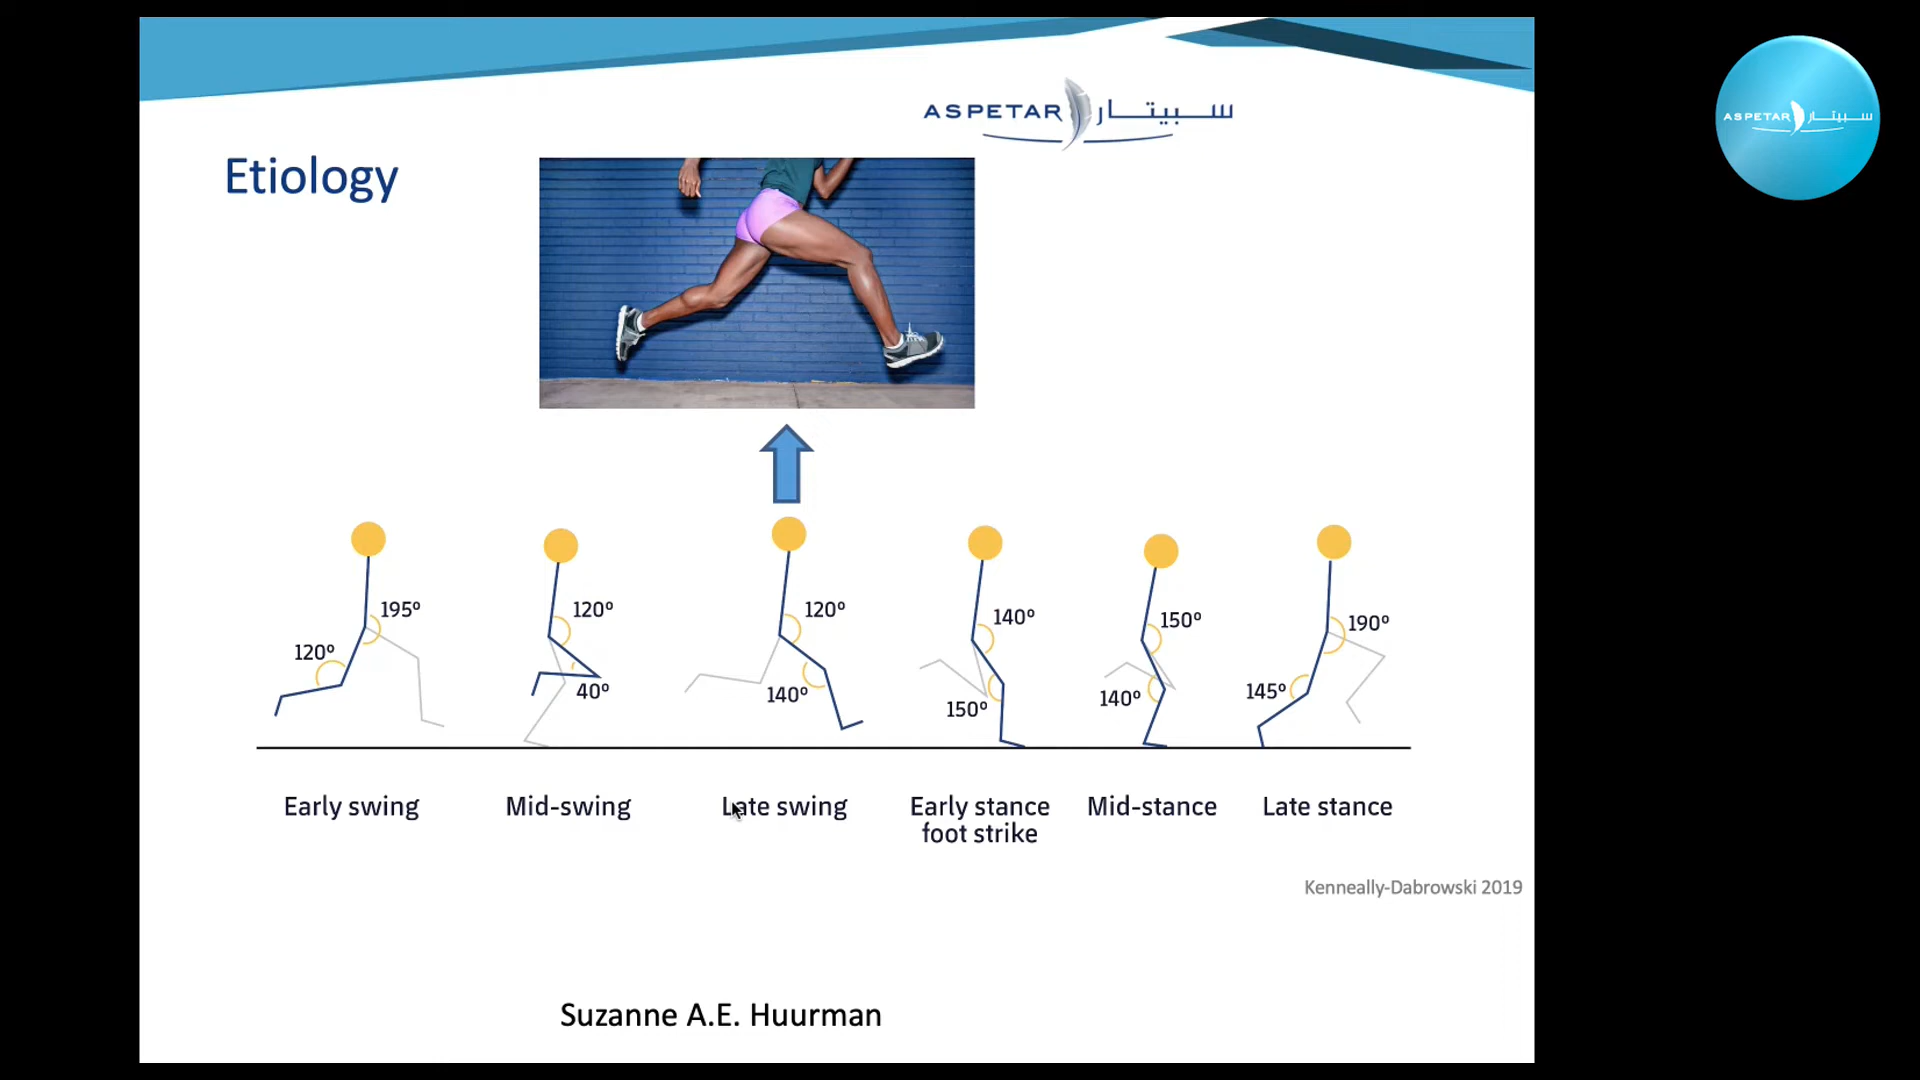 ASPETAR سبيتار
ASPETAR سبيتار
Etiology
195º
120º
120º
40º
120º
140º
140º
150º
150º
140º
190º
145º
Early swing
Mid-swing
Late swing
Early stance
foot strike
Mid-stance
Late stance
Kenneally-Dabrowski 2019
Suzanne A.E. Huurman